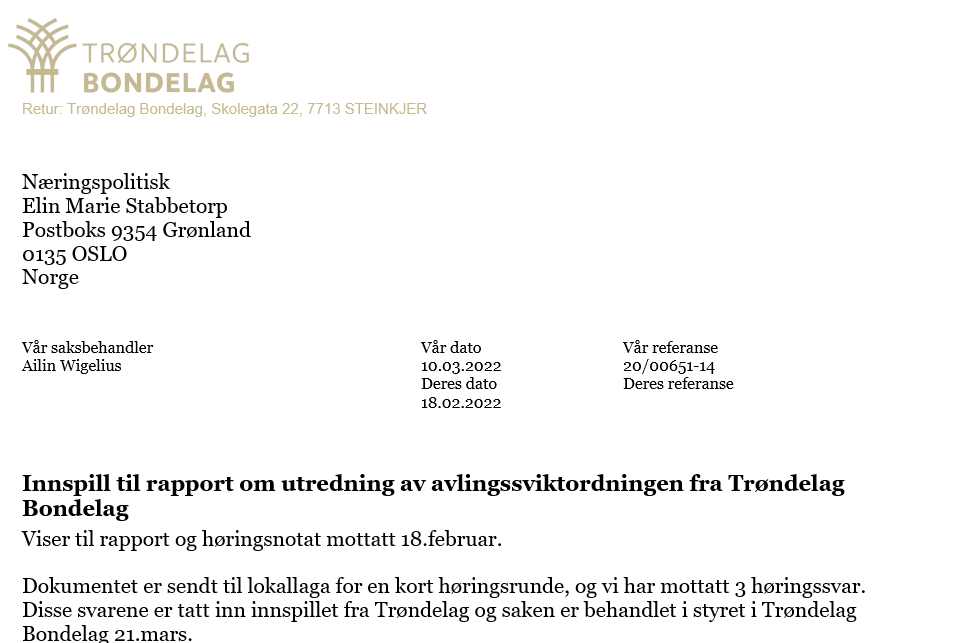 TRØNDELAG
BONDELAG
Retur: Trøndelag Bondelag, Skolegata 22, 7713 STEINKJER
Næringspolitisk
Elin Marie Stabbetorp
Postboks 9354 Grønland
0135 OSLO
Norge
Vår saksbehandler Vår dato Vår referanse
Ailin Wigelius 10.03.2022 20/00651-14
Deres dato Deres referanse
18.02.2022
Innspill til rapport om utredning av avlingssviktordningen fra Trøndelag
Bondelag
Viser til rapport og høringsnotat mottatt 18.februar.
Dokumentet er sendt til lokallaga for en kort høringsrunde, og vi har mottatt 3 høringssvar.
Disse svarene er tatt inn innspillet fra Trøndelag og saken er behandlet i styret i Trøndelag
Bondelag 21.mars.